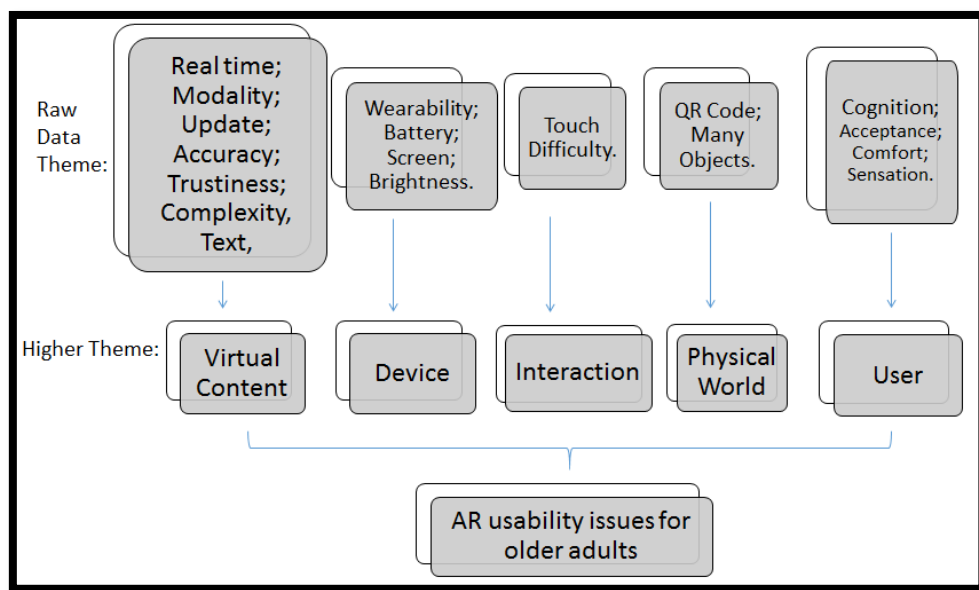 Raw
Data
Theme:
Real time;
Modality;
Update;
Accuracy;
Trustiness;
Complexity,
Text,
Wearability;
Battery;
Screen;
Brightness.
Touch
Difficulty.
QR Code;
Many
Objects.
Cognition;
Acceptance;
Comfort;
Sensation.
Higher Theme:
Virtual
Content
Device
Interaction
Physical
World
User
AR usability issues for
older adults